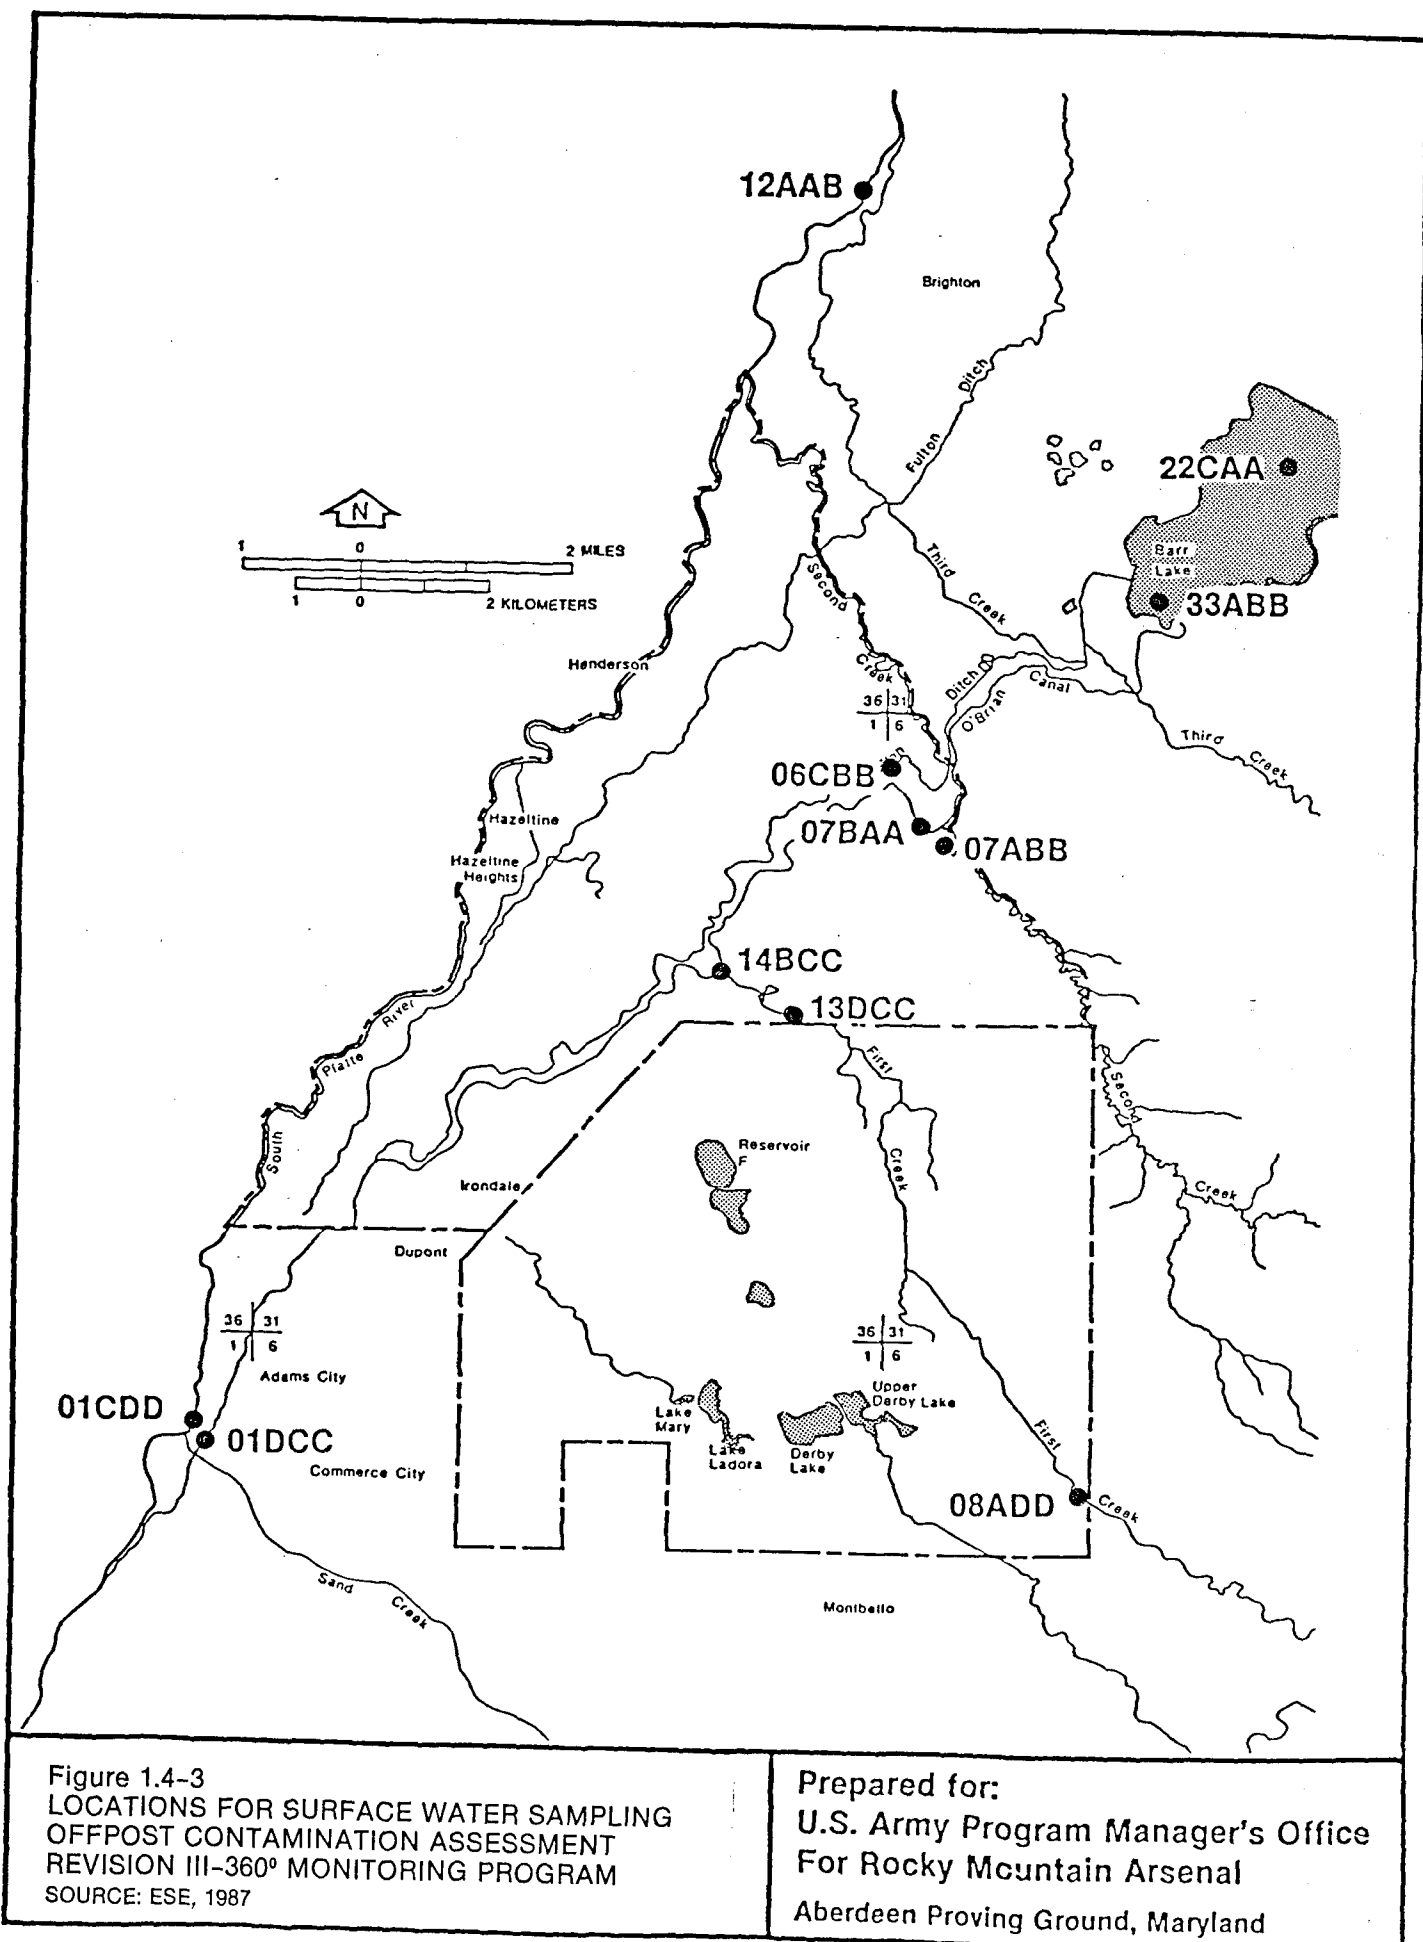 12AAB
Brighton
Ditch
Fulton
22CAA
N
1 0 2 MILES
1 0 2 KILOMETERS
Barr
Lake
33ABB
Third
Creek
Second
Creek
Henderson
36 31
1 6
Ditch
O'Brian
Canal
Third
Creek
06CBB
Hazeltine
07BAA
07ABB
Hazeltine
Heights
14BCC
13DCC
River
Platte
South
First
Creek
Second
Creek
Reservoir
F
Irondale
Dupont
36 31
1 6
36 31
1 6
Adams City
01CDD
01DCC
Commerce City
Lake
Mary
Lake
Ladora
Derby
Lake
Upper
Derby Lake
First
Creek
08ADD
Sand
Creek
Montbello
Figure 1.4-3
LOCATIONS FOR SURFACE WATER SAMPLING
OFFPOST CONTAMINATION ASSESSMENT
REVISION III-360º MONITORING PROGRAM
SOURCE: ESE, 1987
Prepared for:
U.S. Army Program Manager's Office
For Rocky Mountain Arsenal
Aberdeen Proving Ground, Maryland